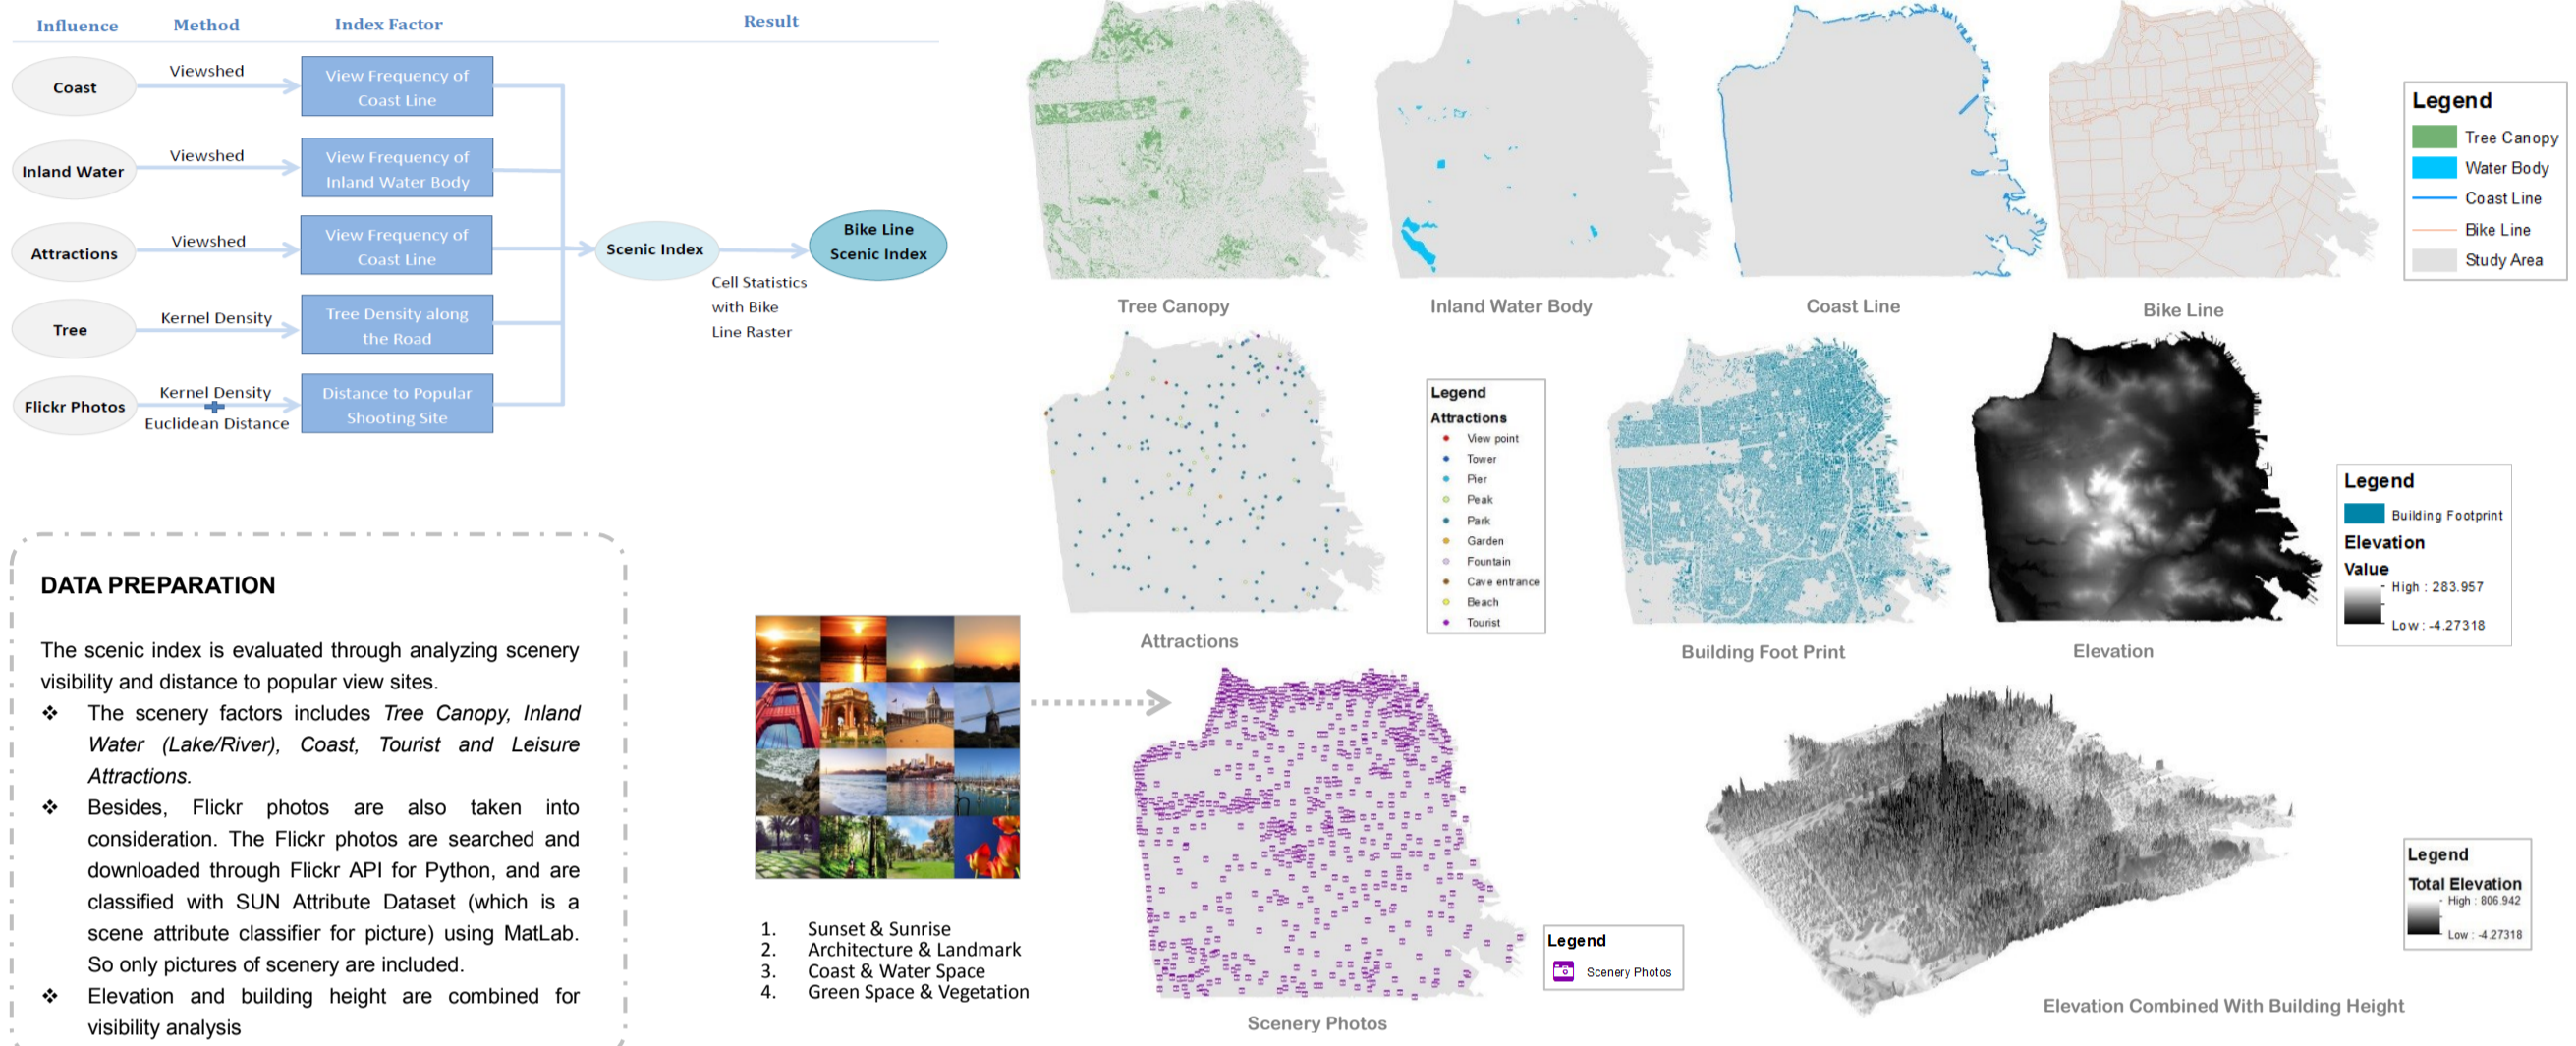 Influence Method Index Factor Result
Coast
Viewshed
View Frequency of
Coast Line
Inland Water
Viewshed
View Frequency of
Inland Water Body
Attractions
Viewshed
View Frequency of
Coast Line
Tree
Kernel Density
Tree Density along
the Road
Flickr Photos
Kernel Density
Euclidean Distance
Distance to Popular
Shooting Site
Scenic Index
Cell Statistics
with Bike
Line Raster
Bike Line
Scenic Index
DATA PREPARATION
The scenic index is evaluated through analyzing scenery
visibility and distance to popular view sites.
❖ The scenery factors includes Tree Canopy, Inland
Water (Lake/River), Coast, Tourist and Leisure
Attractions.
❖ Besides, Flickr photos are also taken into
consideration. The Flickr photos are searched and
downloaded through Flickr API for Python, and are
classified with SUN Attribute Dataset (which is a
scene attribute classifier for picture) using MatLab.
So only pictures of scenery are included.
❖ Elevation and building height are combined for
visibility analysis
1. Sunset & Sunrise
2. Architecture & Landmark
3. Coast & Water Space
4. Green Space & Vegetation
Tree Canopy
Inland Water Body
Coast Line
Bike Line
Legend
Tree Canopy
Water Body
Coast Line
Bike Line
Study Area
Attractions
Legend
Attractions
View point
Tower
Pier
Peak
Park
Garden
Fountain
Cave entrance
Beach
Tourist
Building Foot Print
Elevation
Legend
Building Footprint
Elevation
Value
High : 283.957
Low : -4.27318
Scenery Photos
Legend
Scenery Photos
Elevation Combined With Building Height
Legend
Total Elevation
High : 806.942
Low : -4.27318